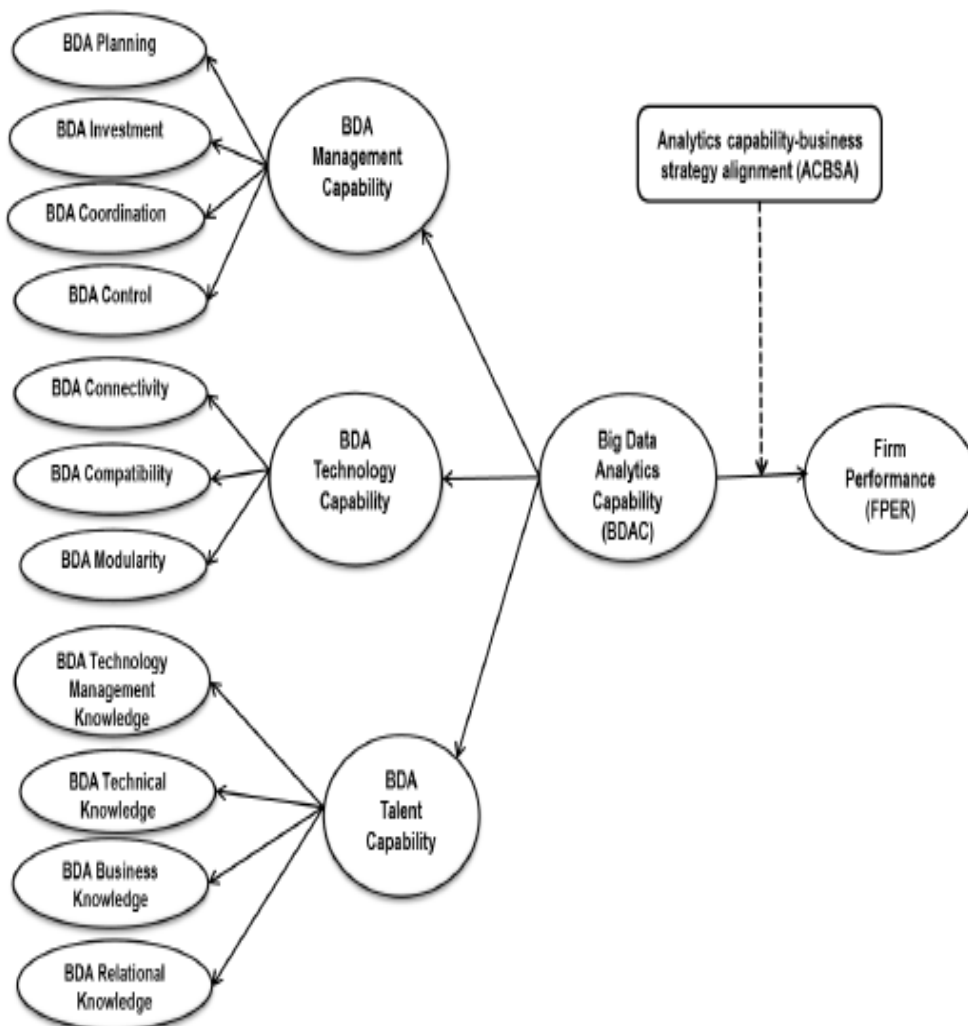 BDA Planning
BDA Investment
BDA Coordination
BDA Control
BDA
Management
Capability
Analytics capability-business
strategy alignment (ACBSA)
BDA Connectivity
BDA Compatibility
BDA Modularity
BDA
Technology
Capability
Big Data
Analytics
Capability
(BDAC)
Firm
Performance
(FPER)
BDA Technology
Management
Knowledge
BDA Technical
Knowledge
BDA Business
Knowledge
BDA Relational
Knowledge
BDA
Talent
Capability